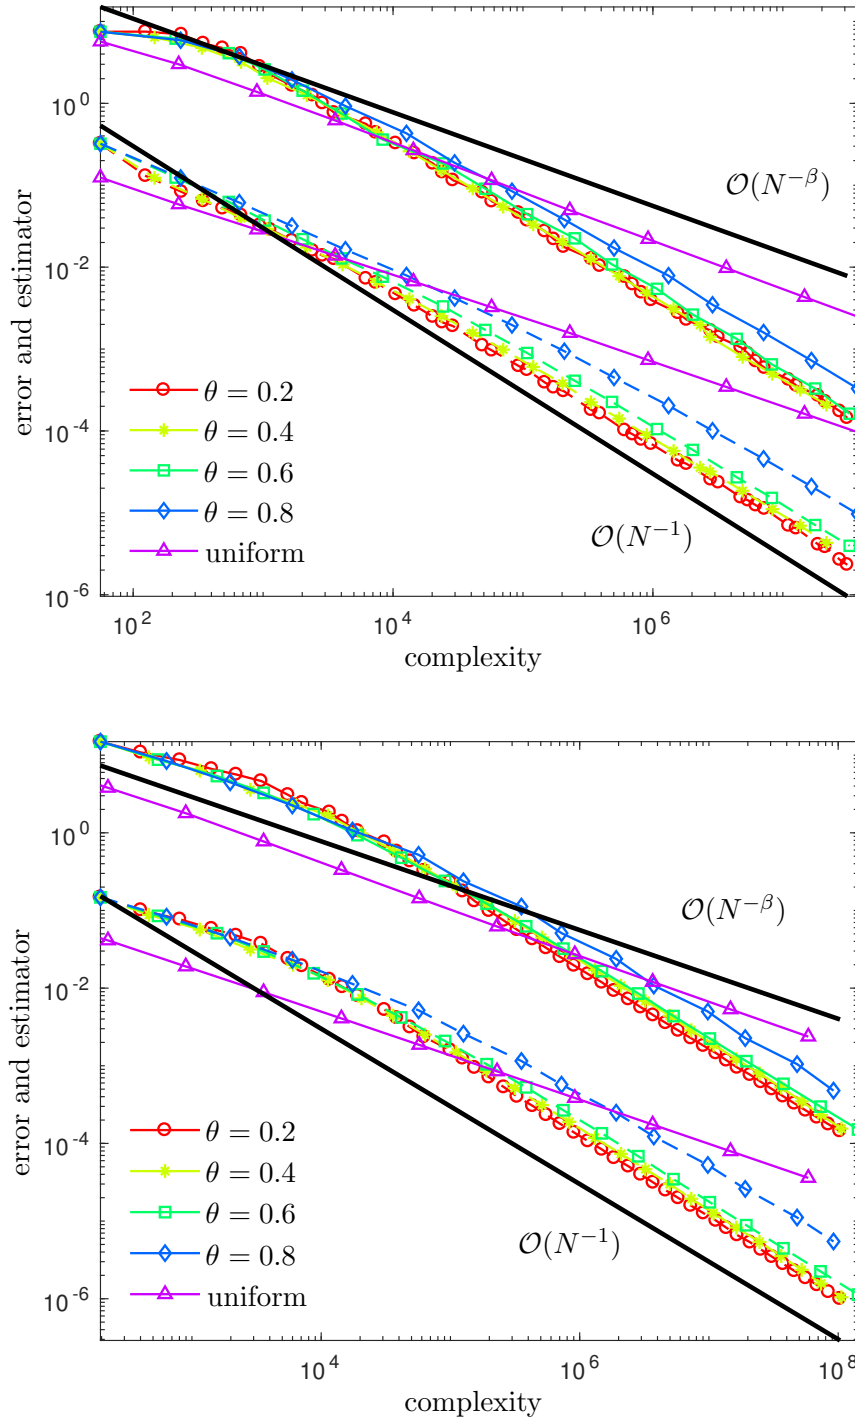 10^0
10^{-2}
10^{-4}
10^{-6}
error and estimator
𝒪(N^{-β})
θ = 0.2
θ = 0.4
θ = 0.6
θ = 0.8
uniform
𝒪(N^{-1})
10^2
10^4
10^6
complexity
10^0
10^{-2}
10^{-4}
10^{-6}
error and estimator
𝒪(N^{-β})
θ = 0.2
θ = 0.4
θ = 0.6
θ = 0.8
uniform
𝒪(N^{-1})
10^4
10^6
10^8
complexity